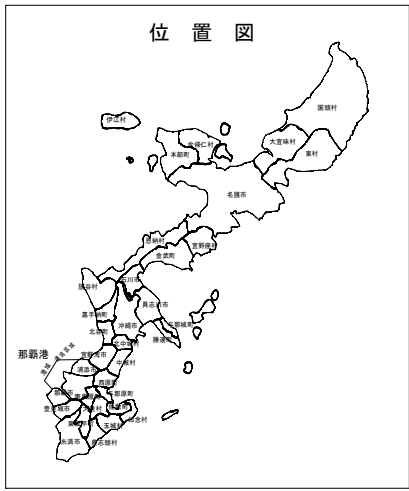 位置図
国頭村
伊江村
今帰仁村
大宜味村
本部町
東村
名護市
恩納村
宜野座村
金武町
石川市
読谷村
具志川市
嘉手納町
与那城町
沖縄市
北谷町
勝連町
北中城村
那覇港
宜野湾市
中城村
浦添市
西原町
那覇市
与那原町
豊見城市
玉城村
糸満市
具志頭村